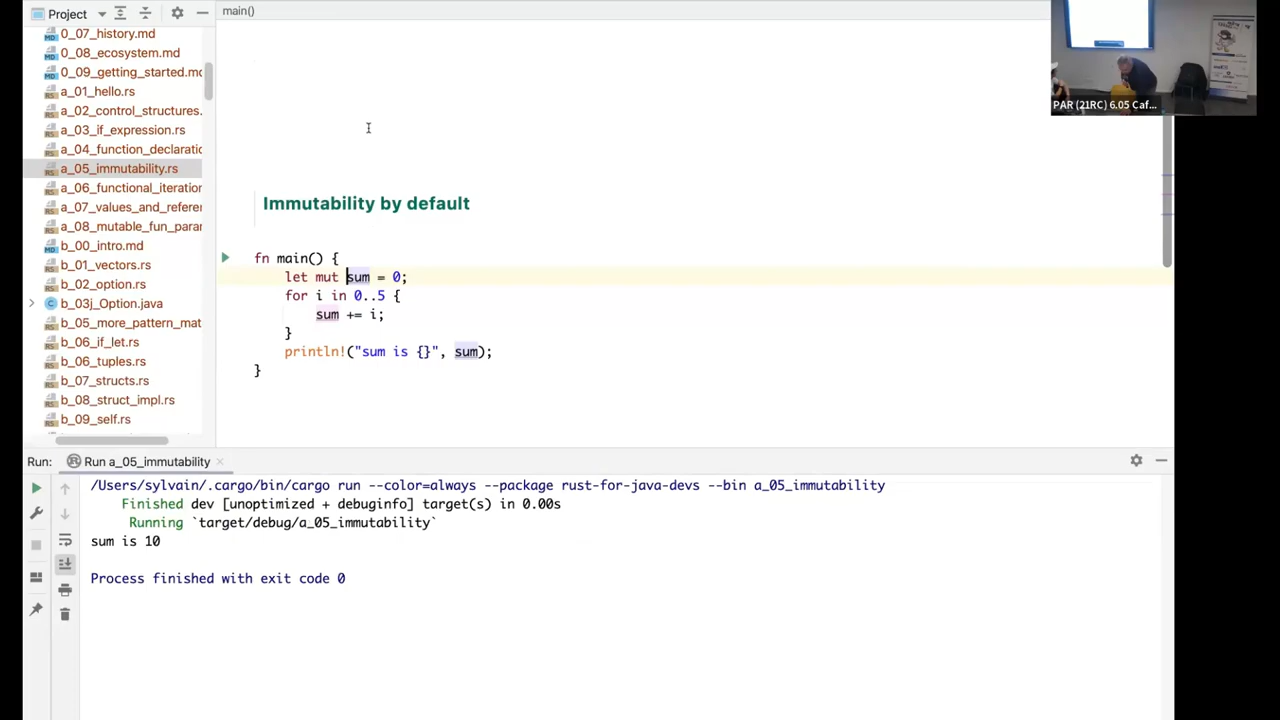 Project
main()
0_07_history.md
0_08_ecosystem.md
0_09_getting_started.md
a_01_hello.rs
a_02_control_structures.
a_03_if_expression.rs
a_04_function_declaratio
a_05_immutability.rs
a_06_functional_iteration
a_07_values_and_referen
a_08_mutable_fun_param
b_00_intro.md
b_01_vectors.rs
b_02_option.rs
b_03j_Option.java
b_05_more_pattern_mat
b_06_if_let.rs
b_06_tuples.rs
b_07_structs.rs
b_08_struct_impl.rs
b_09_self.rs
PAR (21RC) 6.05 Caf...
Immutability by default
fn main() {
let mut sum = 0;
for i in 0..5 {
sum += i;
}
println!("sum is {}", sum);
}
Run: Run a_05_immutability
/Users/sylvain/.cargo/bin/cargo run --color=always --package rust-for-java-devs --bin a_05_immutability
Finished dev [unoptimized + debuginfo] target(s) in 0.00s
Running `target/debug/a_05_immutability`
sum is 10
Process finished with exit code 0